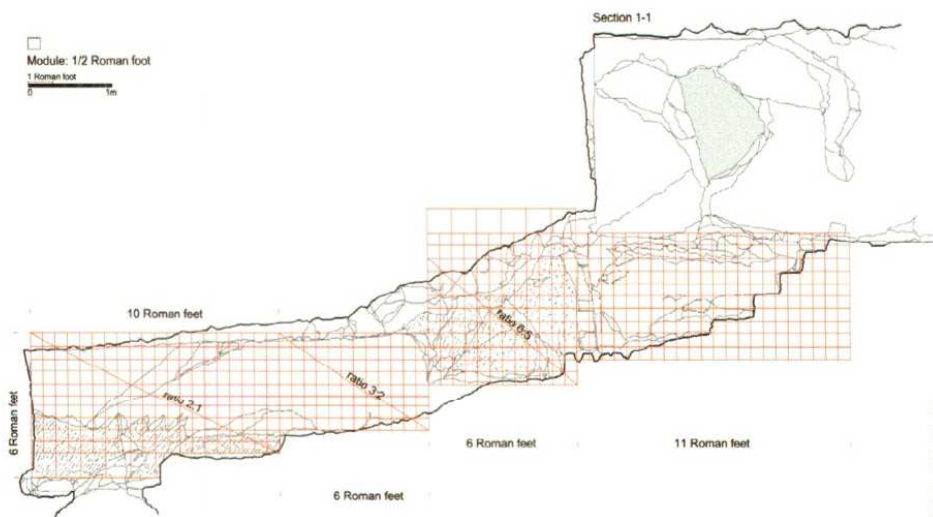 Section 1-1
Module: 1/2 Roman foot
1 Roman foot
0 1m
10 Roman feet
ratio 2:1
ratio 3:2
ratio 6:5
6 Roman feet
6 Roman feet
11 Roman feet
6 Roman feet